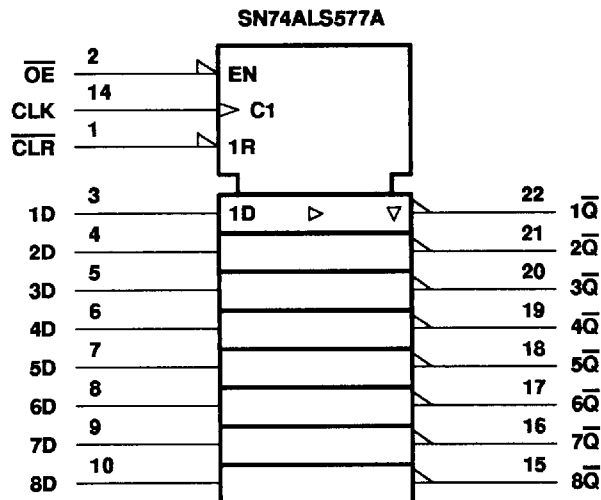 SN74ALS577A
O̅E̅ 2 EN
CLK 14 C1
C̅L̅R̅ 1 1R
1D 3 1D 22 1Q̅
2D 4 21 2Q̅
3D 5 20 3Q̅
4D 6 19 4Q̅
5D 7 18 5Q̅
6D 8 17 6Q̅
7D 9 16 7Q̅
8D 10 15 8Q̅